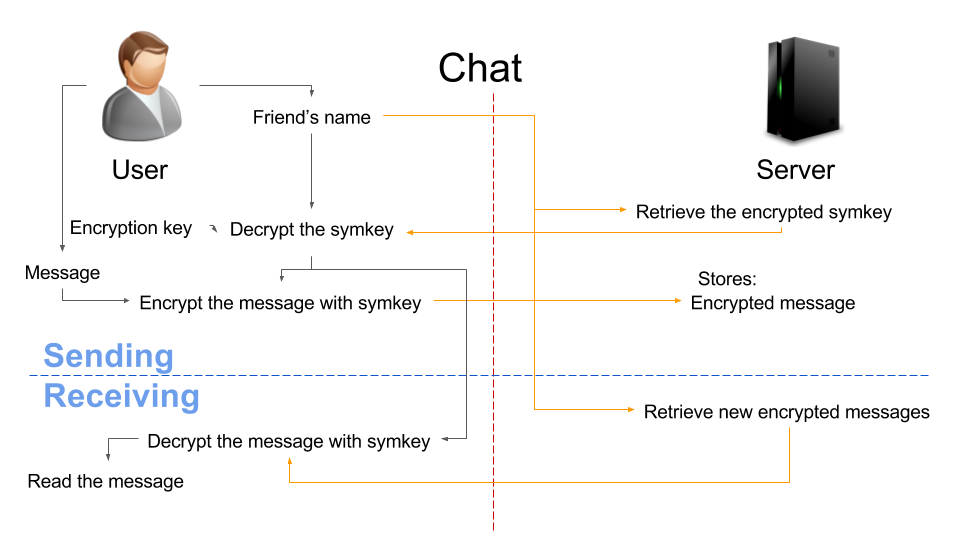 Chat
Friend's name
User
Server
Encryption key
Decrypt the symkey
Retrieve the encrypted symkey
Message
Encrypt the message with symkey
Stores:
Encrypted message
Sending
Receiving
Retrieve new encrypted messages
Decrypt the message with symkey
Read the message